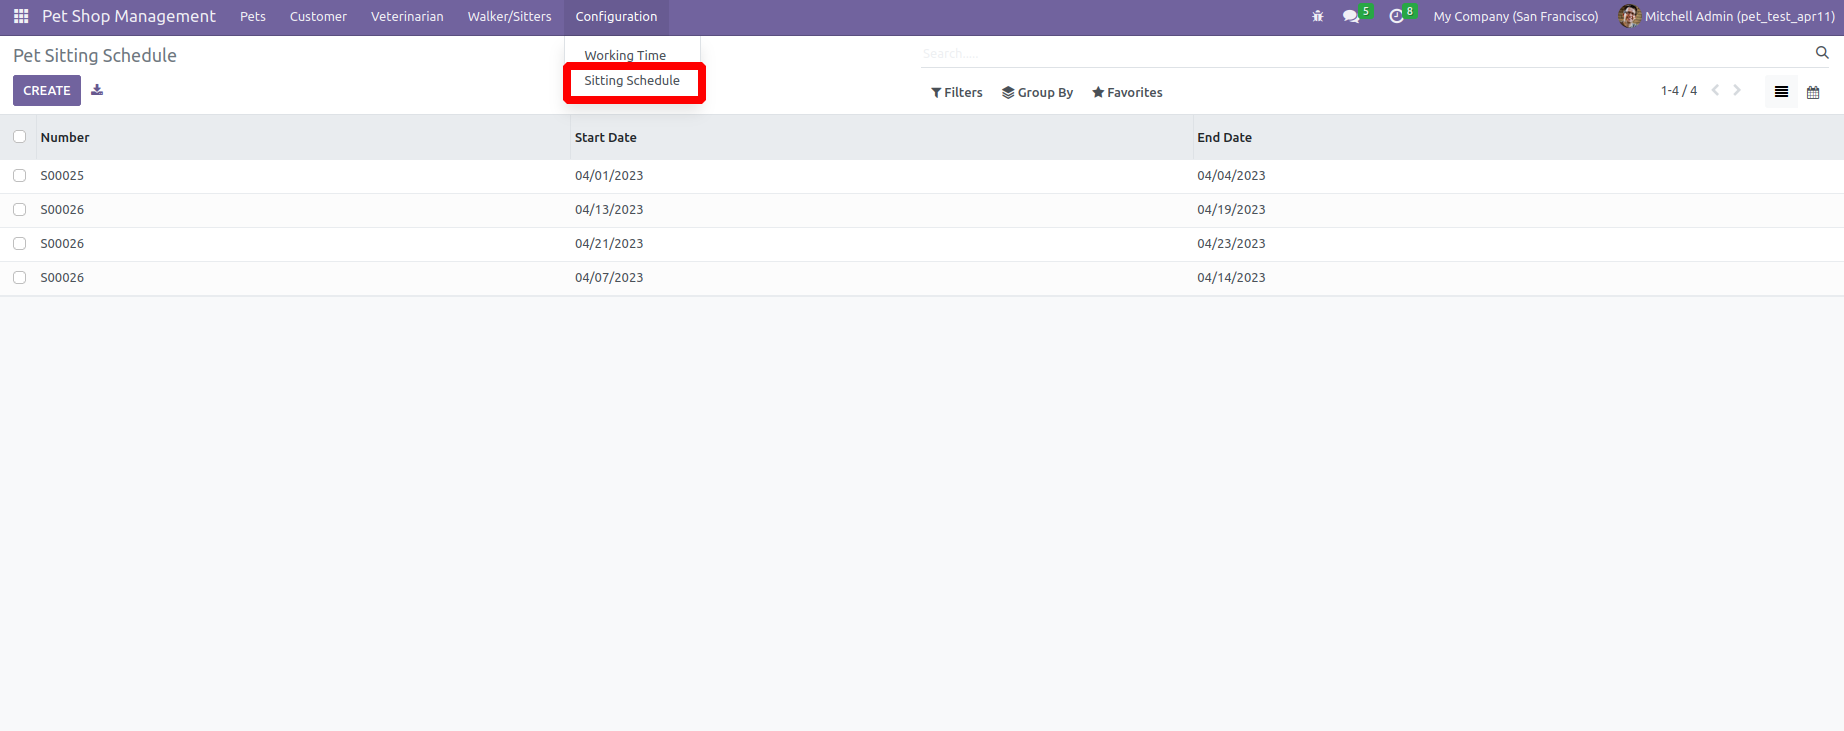 Pet Shop Management Pets Customer Veterinarian Walker/Sitters Configuration 5 8 My Company (San Francisco) Mitchell Admin (pet_test_apr11)
Pet Sitting Schedule Working Time Search.....
Sitting Schedule
CREATE Filters Group By Favorites 1-4 / 4
Number Start Date End Date
S00025 04/01/2023 04/04/2023
S00026 04/13/2023 04/19/2023
S00026 04/21/2023 04/23/2023
S00026 04/07/2023 04/14/2023